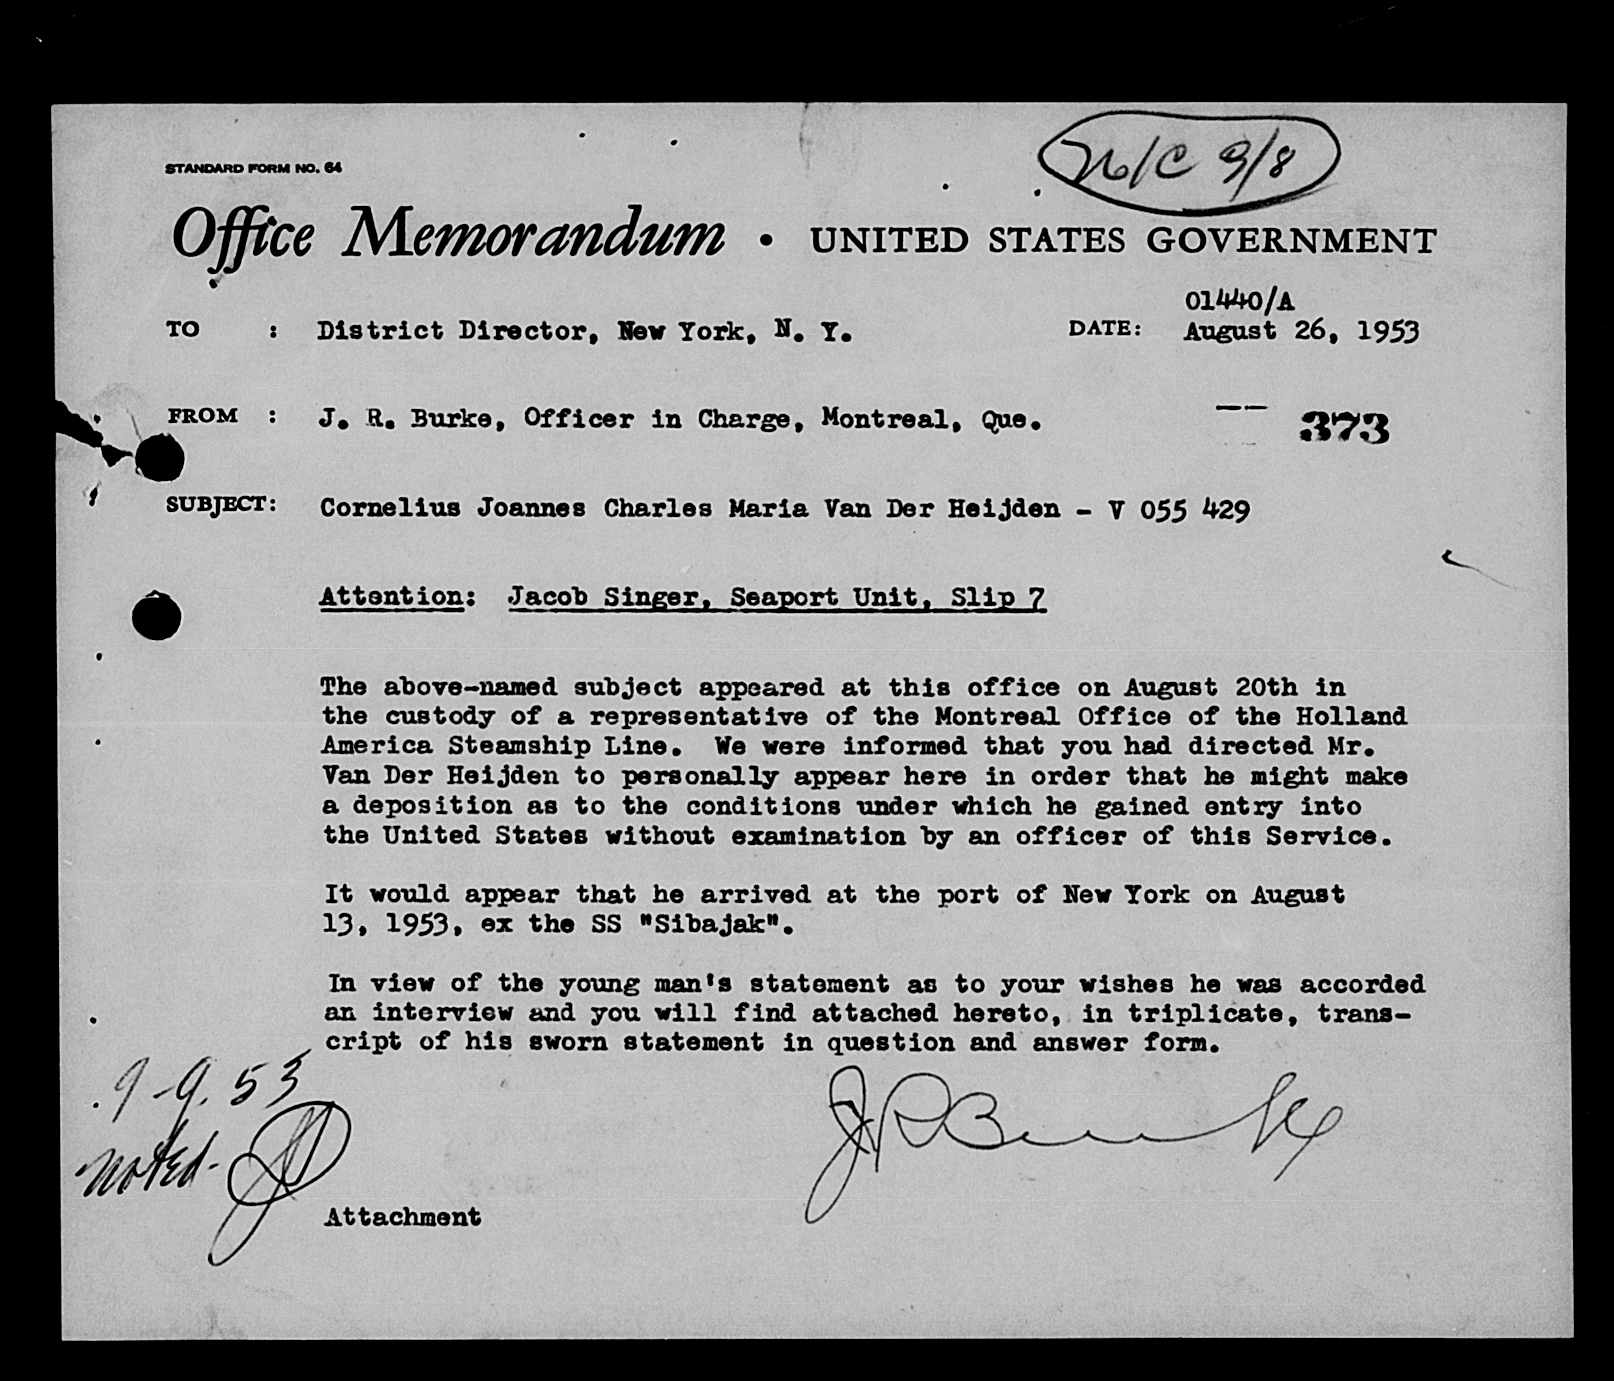 N/C 9/8
STANDARD FORM NO. 64
Office Memorandum • UNITED STATES GOVERNMENT
01440/A
TO : District Director, New York, N. Y. DATE: August 26, 1953
FROM : J. R. Burke, Officer in Charge, Montreal, Que.
373
SUBJECT: Cornelius Joannes Charles Maria Van Der Heijden - V 055 429
Attention: Jacob Singer, Seaport Unit, Slip 7
The above-named subject appeared at this office on August 20th in
the custody of a representative of the Montreal Office of the Holland
America Steamship Line. We were informed that you had directed Mr.
Van Der Heijden to personally appear here in order that he might make
a deposition as to the conditions under which he gained entry into
the United States without examination by an officer of this Service.
It would appear that he arrived at the port of New York on August
13, 1953, ex the SS "Sibajak".
In view of the young man's statement as to your wishes he was accorded
an interview and you will find attached hereto, in triplicate, trans-
cript of his sworn statement in question and answer form.
9-9.53
noted-
JRBurke
Attachment